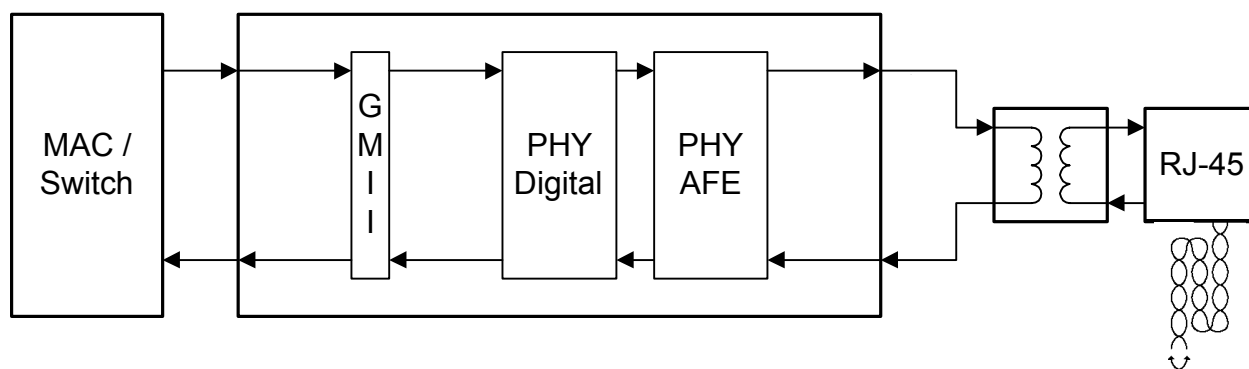 MAC /
Switch
G
M
I
I
PHY
Digital
PHY
AFE
RJ-45